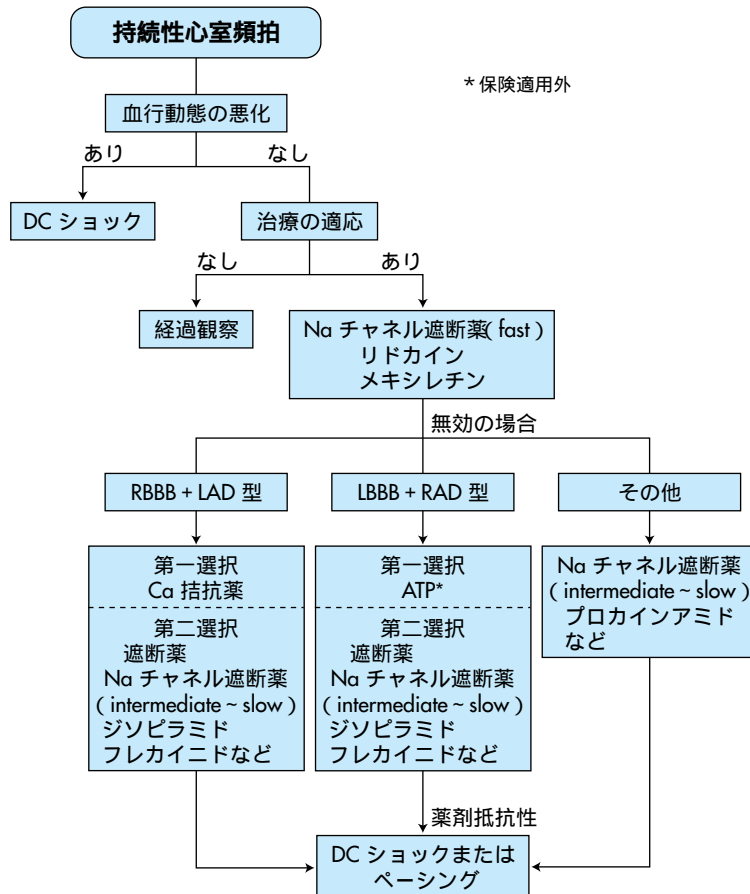 持続性心室頻拍
*保険適用外
血行動態の悪化
あり
なし
DC ショック
治療の適応
なし
あり
経過観察
Na チャネル遮断薬(fast)
リドカイン
メキシレチン
無効の場合
RBBB + LAD 型
LBBB + RAD 型
その他
第一選択
Ca 拮抗薬
第二選択
遮断薬
Na チャネル遮断薬
(intermediate ~ slow)
ジソピラミド
フレカイニドなど
第一選択
ATP*
第二選択
遮断薬
Na チャネル遮断薬
(intermediate ~ slow)
ジソピラミド
フレカイニドなど
Na チャネル遮断薬
(intermediate ~ slow)
プロカインアミド
など
薬剤抵抗性
DC ショックまたは
ペーシング